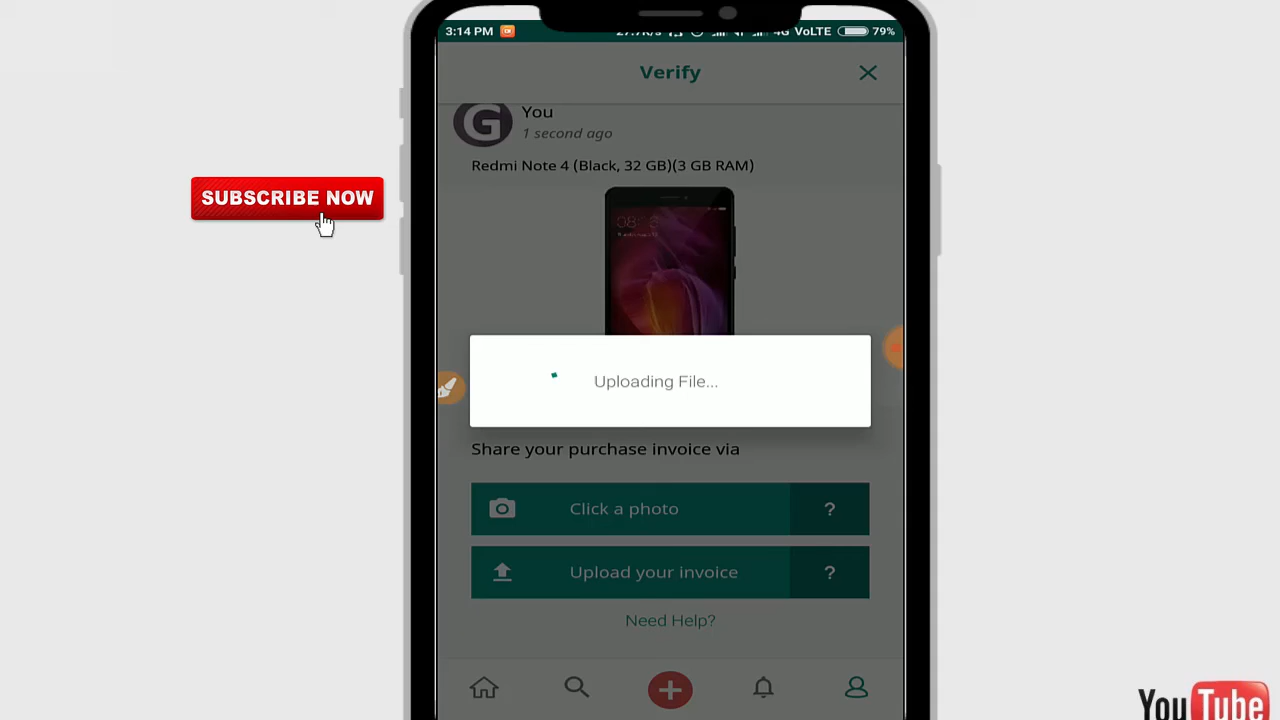 3:14 PM
4G VoLTE 79%
Verify
G
You
1 second ago
Redmi Note 4 (Black, 32 GB)(3 GB RAM)
SUBSCRIBE NOW
Uploading File...
Share your purchase invoice via
Click a photo ?
Upload your invoice ?
Need Help?
YouTube